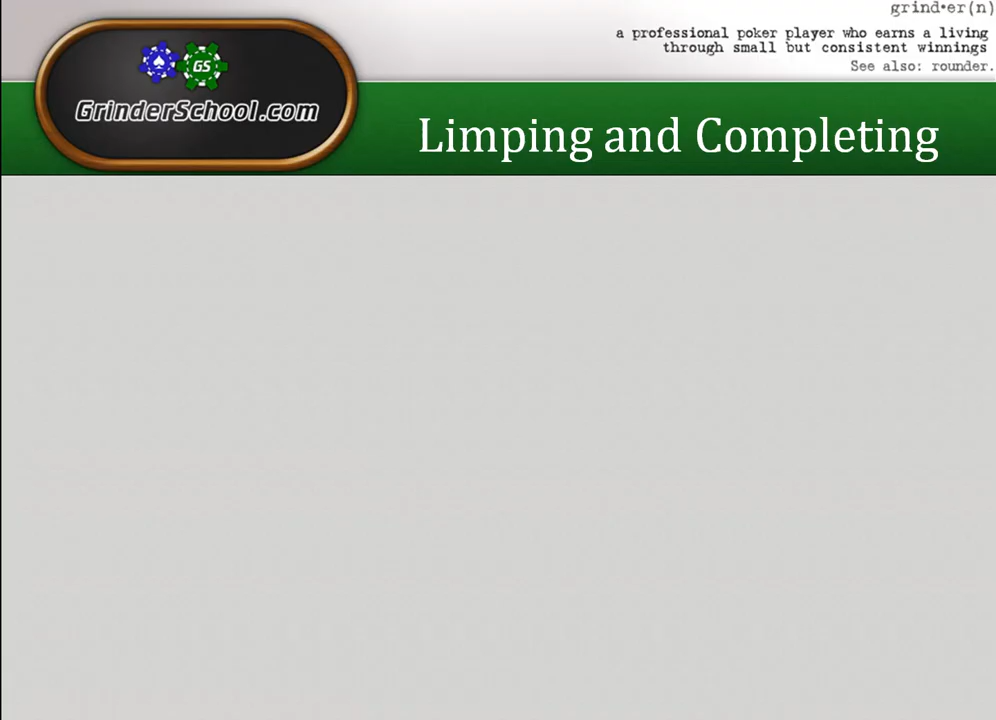 grind•er(n)
a professional poker player who earns a living
through small but consistent winnings
See also: rounder.
GS
GrinderSchool.com
Limping and Completing